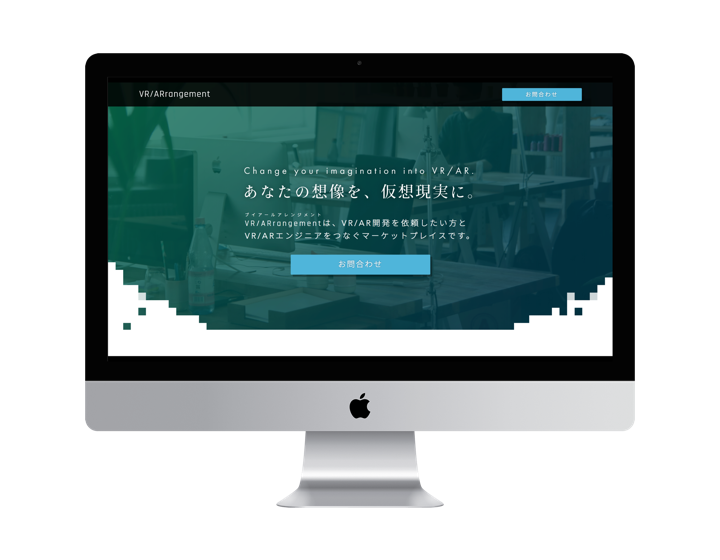 VR/ARrangement
お問合わせ
Change your imagination into VR/AR.
あなたの想像を、仮想現実に。
ブイアールアレンジメント
VR/ARrangementは、VR/AR開発を依頼したい方と
VR/ARエンジニアをつなぐマーケットプレイスです。
お問合わせ